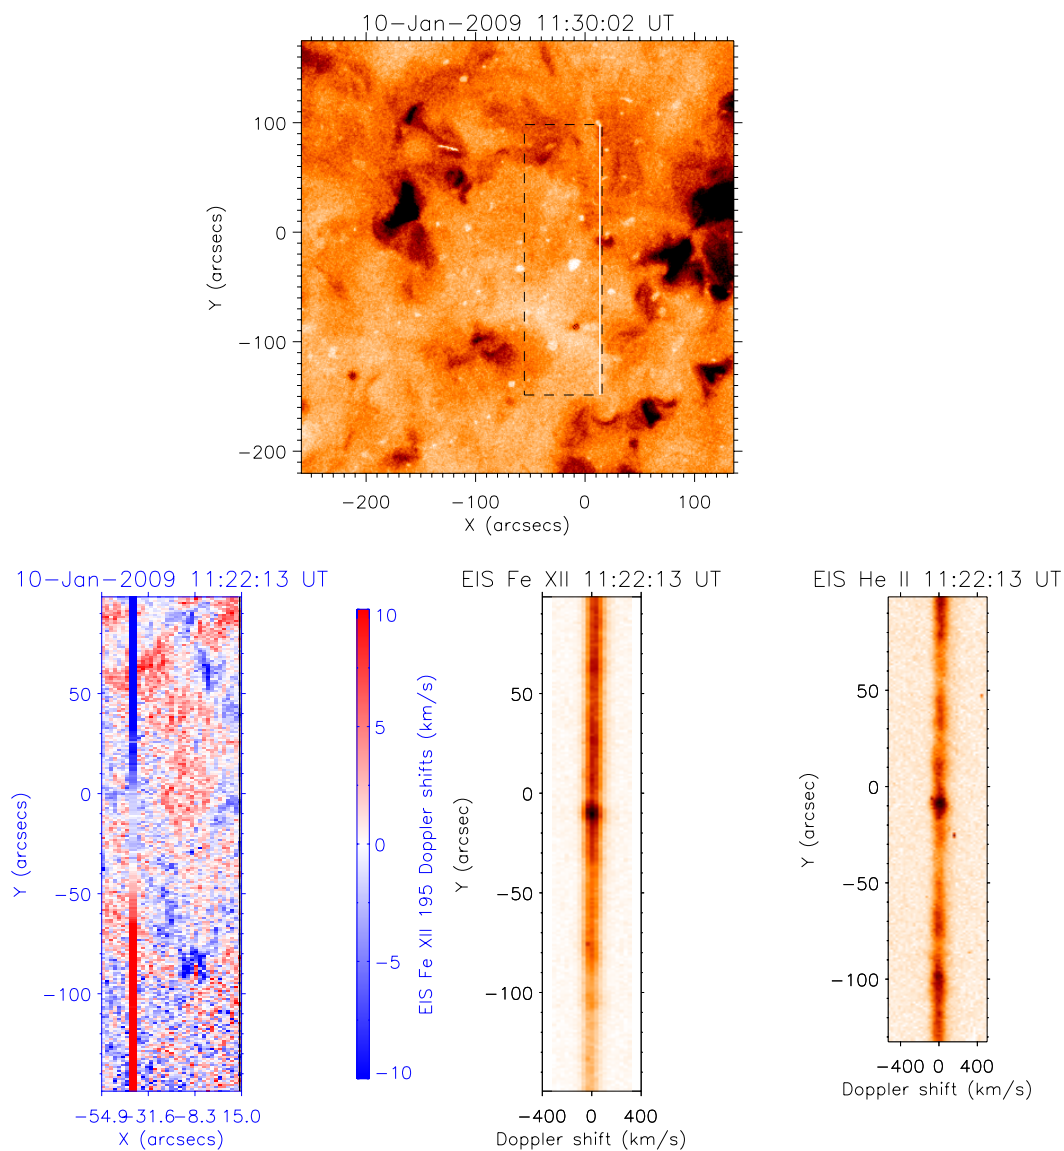 10-Jan-2009 11:30:02 UT
100
0
-100
-200
Y (arcsecs)
-200 -100 0 100
X (arcsecs)
10-Jan-2009 11:22:13 UT
50
0
-50
-100
Y (arcsecs)
-54.9 -31.6 -8.3 15.0
X (arcsecs)
10
5
0
-5
-10
EIS Fe XII 195 Doppler shifts (km/s)
EIS Fe XII 11:22:13 UT
50
0
-50
-100
Y (arcsec)
-400 0 400
Doppler shift (km/s)
EIS He II 11:22:13 UT
50
0
-50
-100
Y (arcsec)
-400 0 400
Doppler shift (km/s)